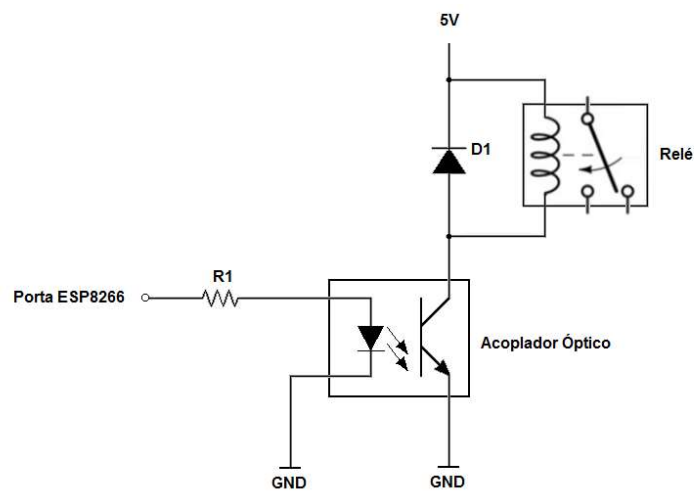 5V
D1
Relé
R1
Porta ESP8266
Acoplador Óptico
GND
GND